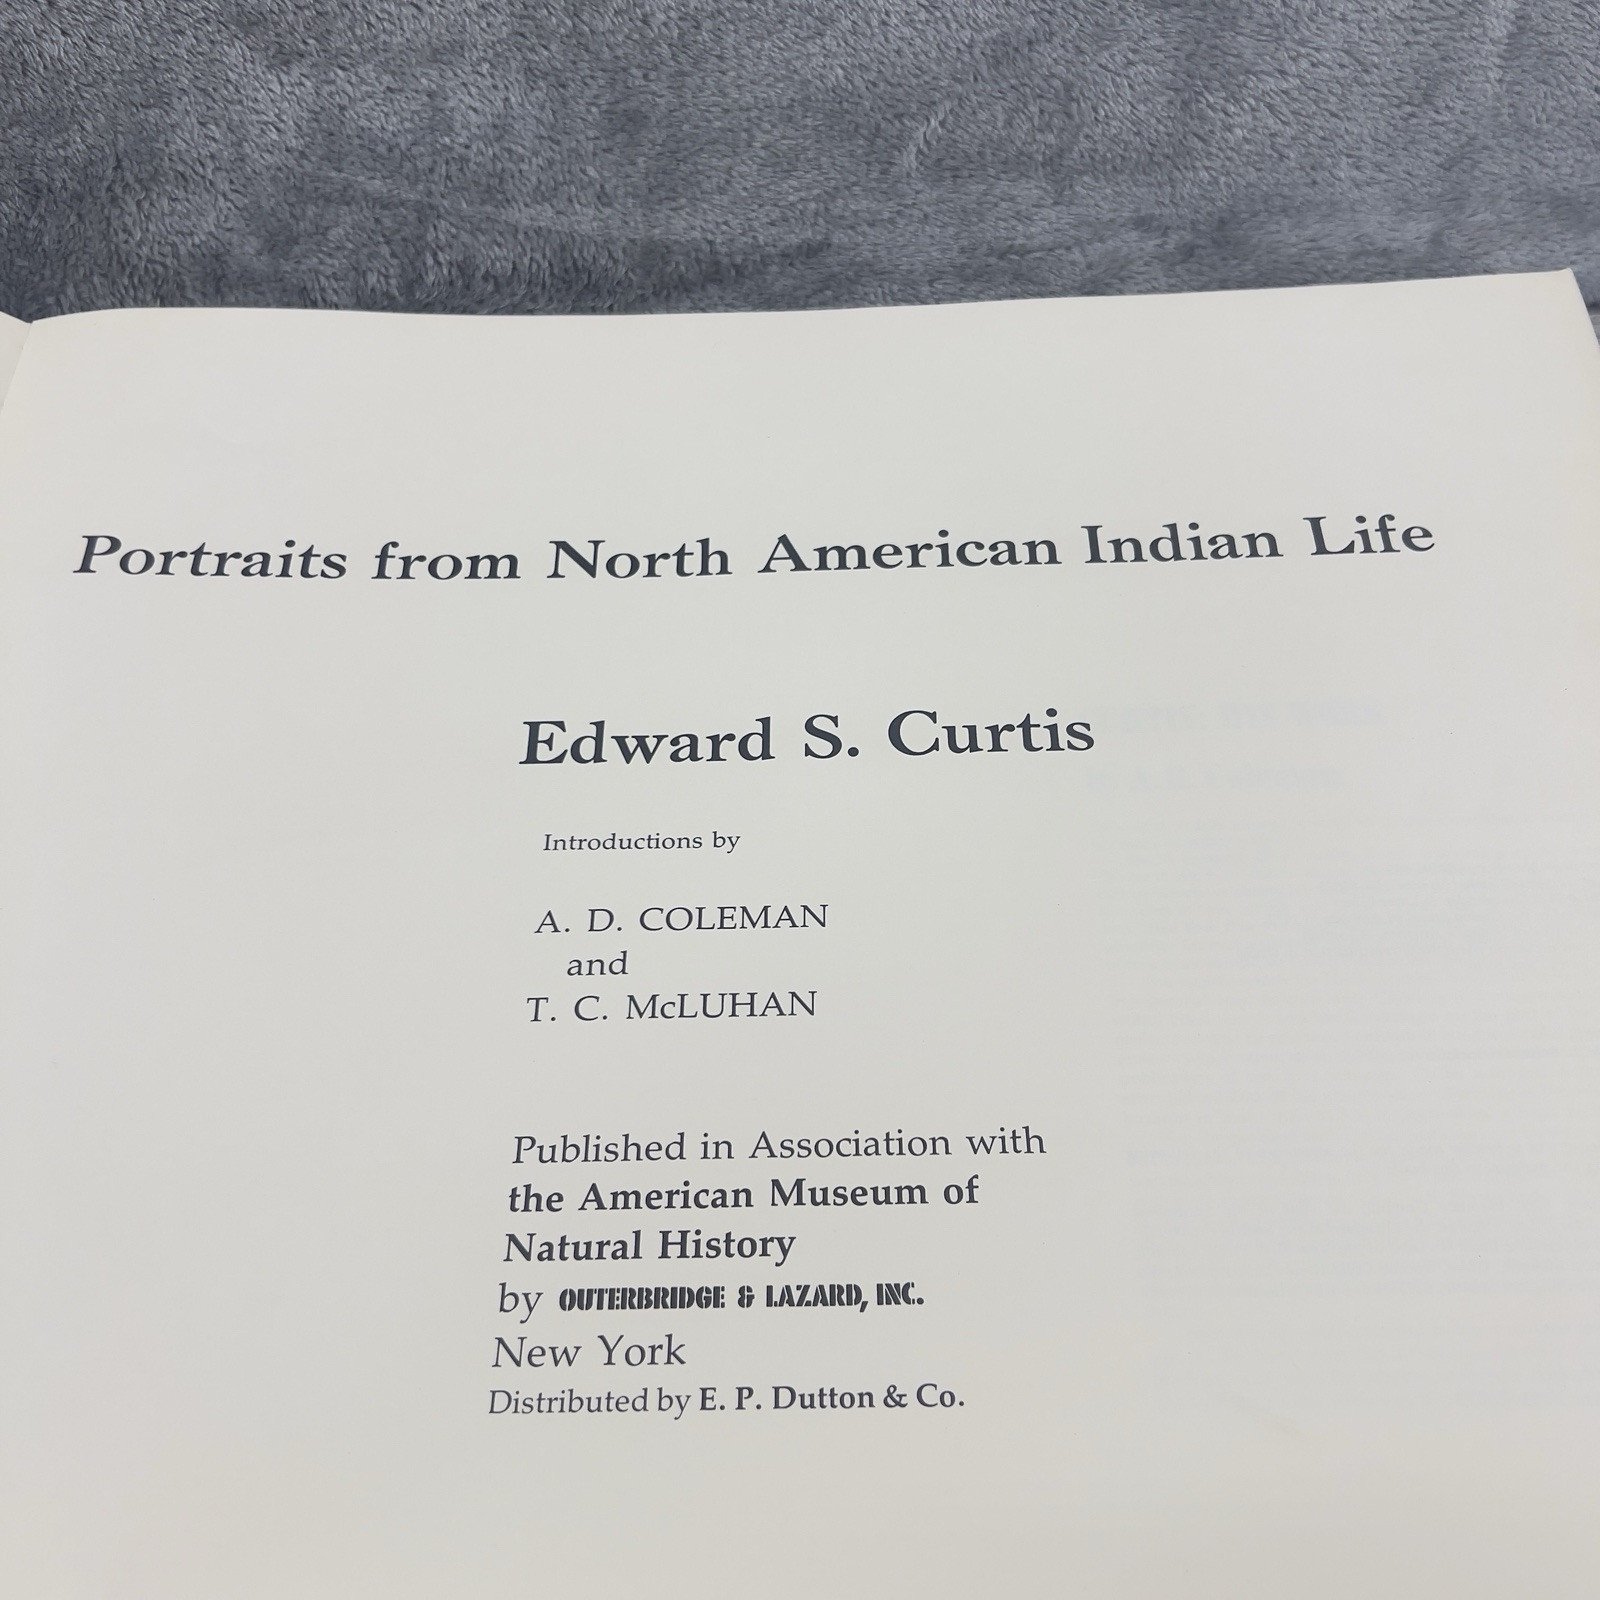 Portraits from North American Indian Life
Edward S. Curtis
Introductions by
A. D. COLEMAN
and
T. C. McLUHAN
Published in Association with
the American Museum of
Natural History
by OUTERBRIDGE & LAZARD, INC.
New York
Distributed by E. P. Dutton & Co.